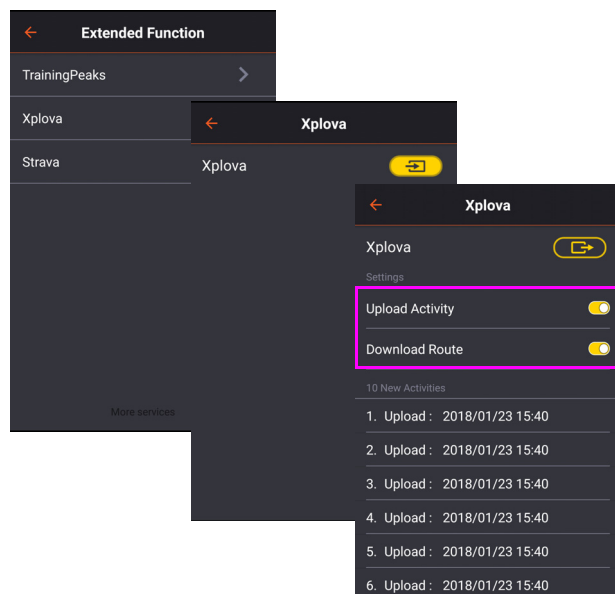 Extended Function
TrainingPeaks
Xplova
Strava
More services
Xplova
Xplova
Xplova
Xplova
Settings
Upload Activity
Download Route
10 New Activities
1. Upload : 2018/01/23 15:40
2. Upload : 2018/01/23 15:40
3. Upload : 2018/01/23 15:40
4. Upload : 2018/01/23 15:40
5. Upload : 2018/01/23 15:40
6. Upload : 2018/01/23 15:40